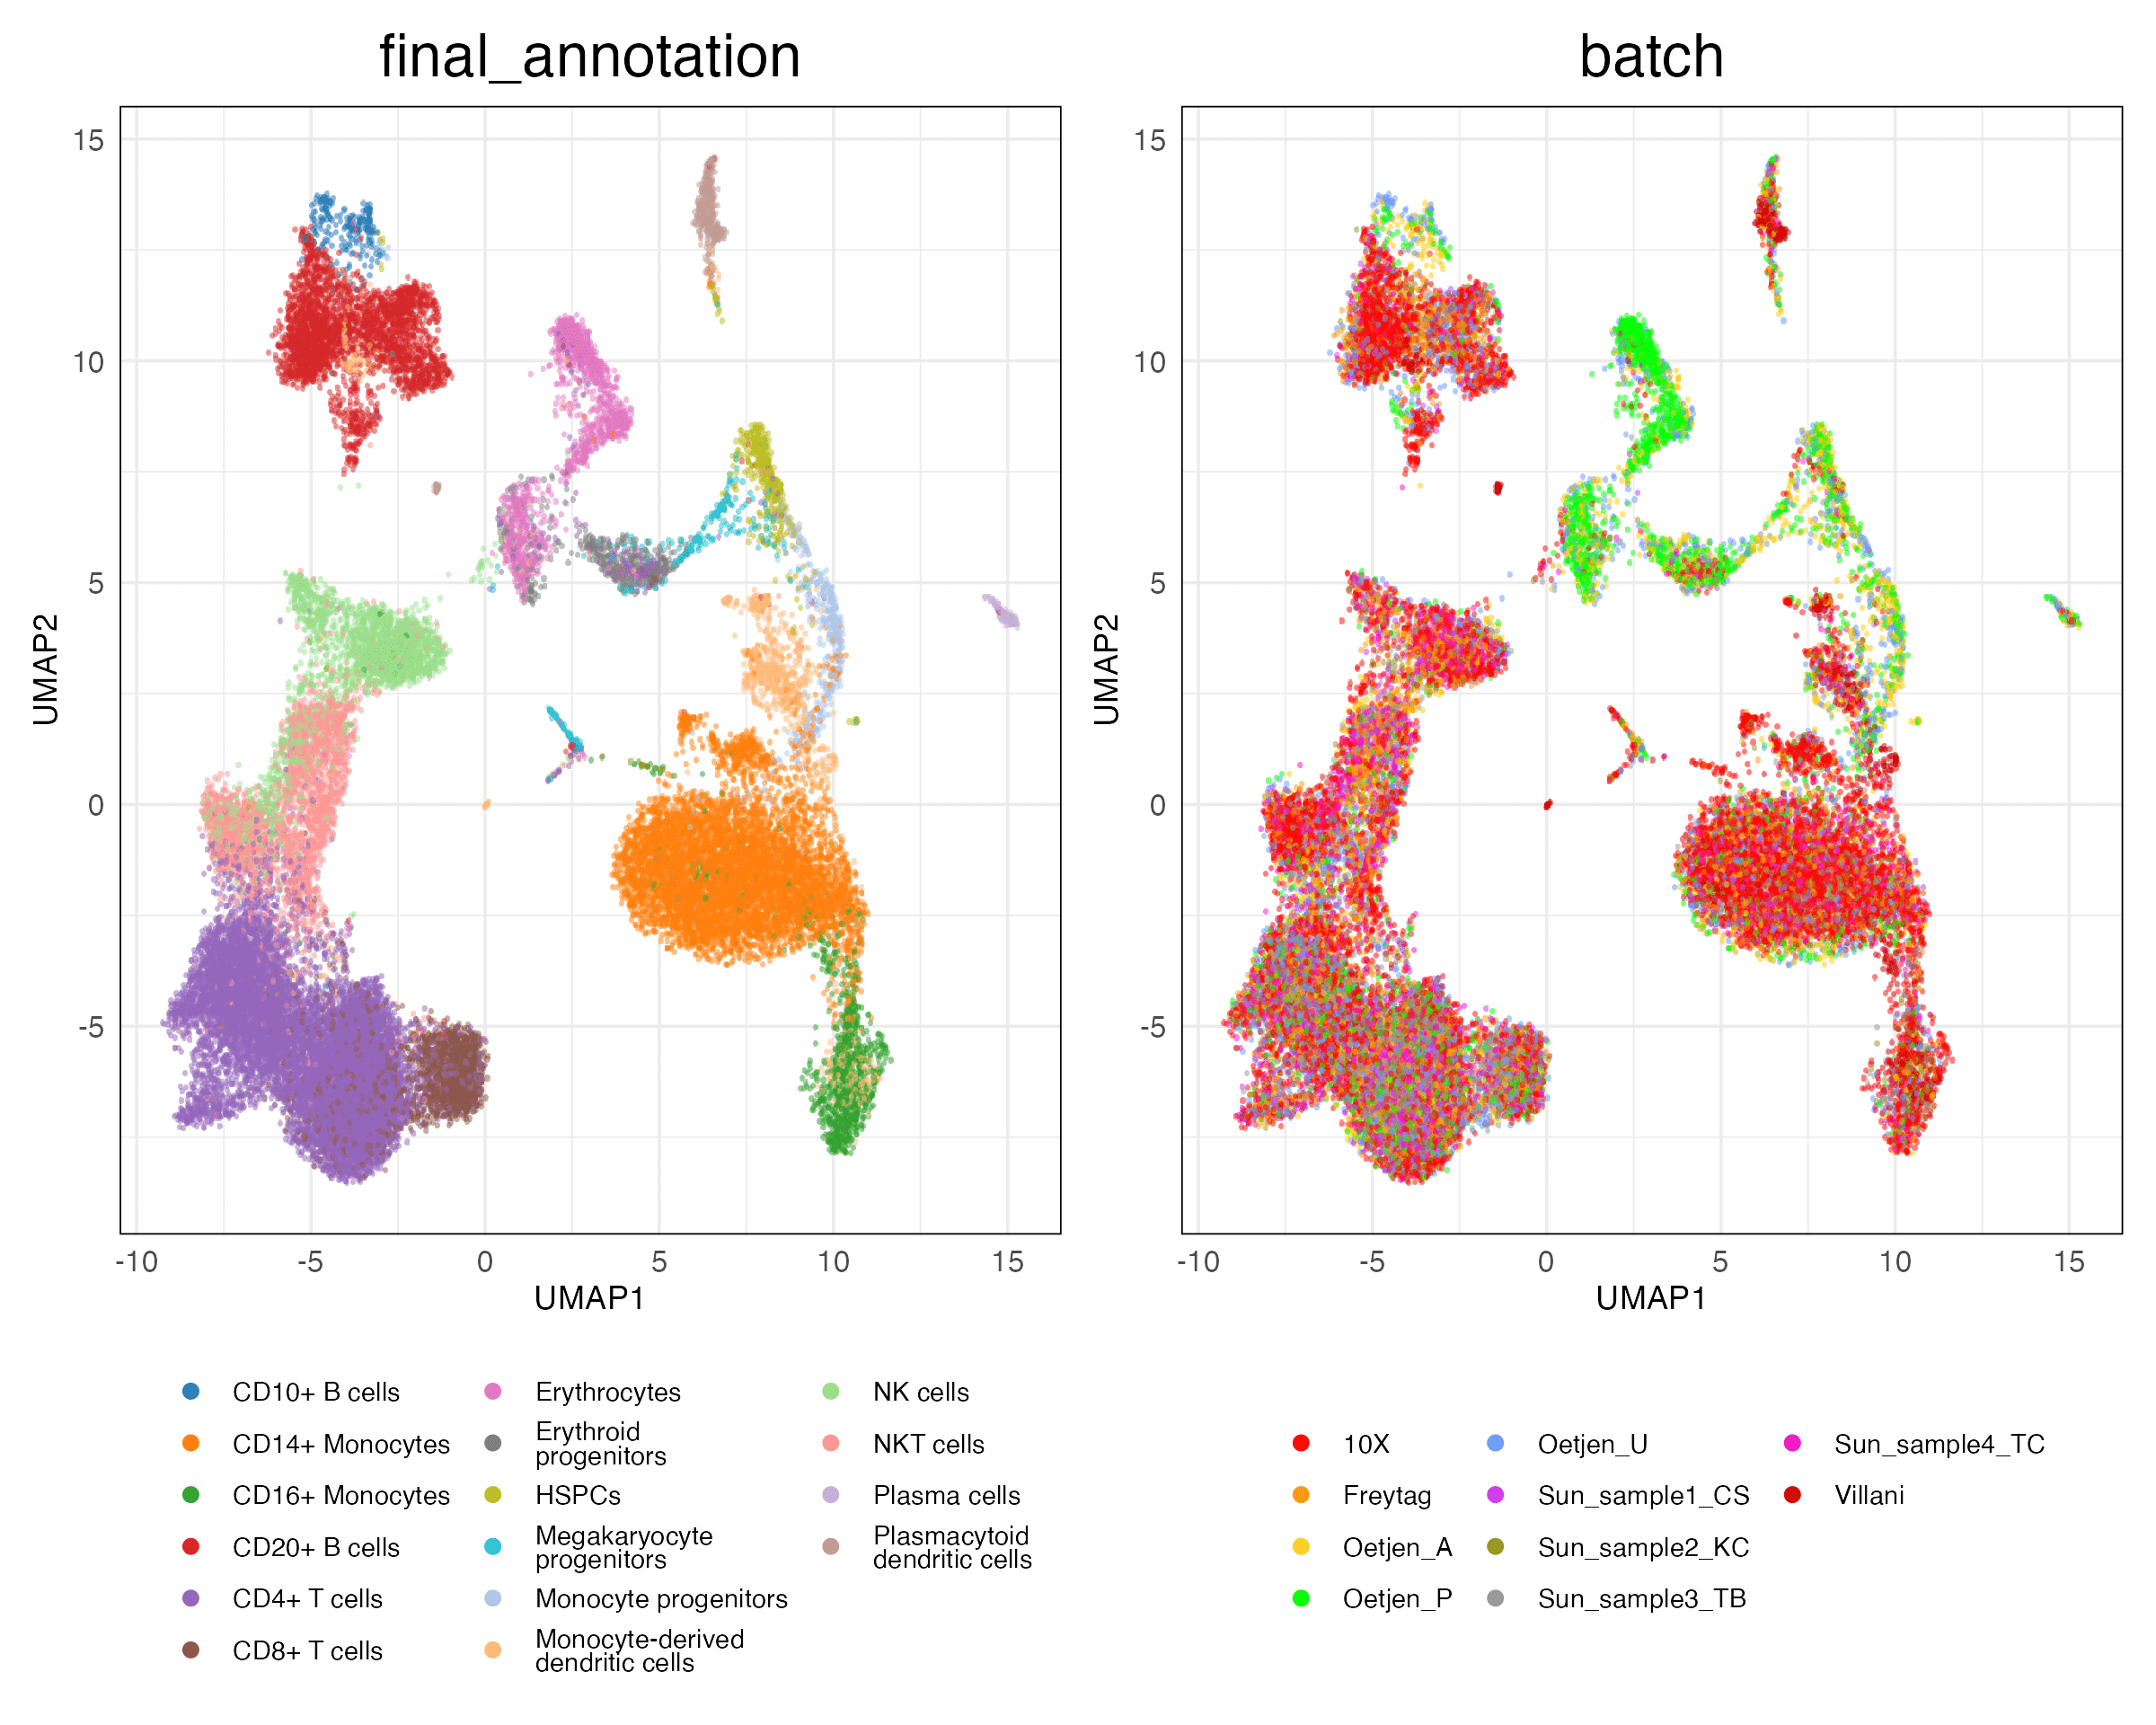 final_annotation
batch
15
10
5
0
-5
UMAP2
-10
-5
0
5
10
15
UMAP1
15
10
5
0
-5
UMAP2
-10
-5
0
5
10
15
UMAP1
CD10+ B cells
CD14+ Monocytes
CD16+ Monocytes
CD20+ B cells
CD4+ T cells
CD8+ T cells
Erythrocytes
Erythroid
progenitors
HSPCs
Megakaryocyte
progenitors
Monocyte progenitors
Monocyte-derived
dendritic cells
NK cells
NKT cells
Plasma cells
Plasmacytoid
dendritic cells
10X
Freytag
Oetjen_A
Oetjen_P
Oetjen_U
Sun_sample1_CS
Sun_sample2_KC
Sun_sample3_TB
Sun_sample4_TC
Villani